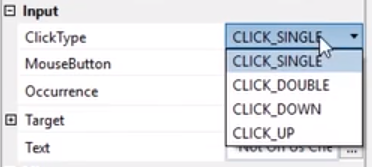 Input
ClickType CLICK_SINGLE
MouseButton CLICK_SINGLE
Occurrence CLICK_DOUBLE
CLICK_DOWN
Target
CLICK_UP
Text ...